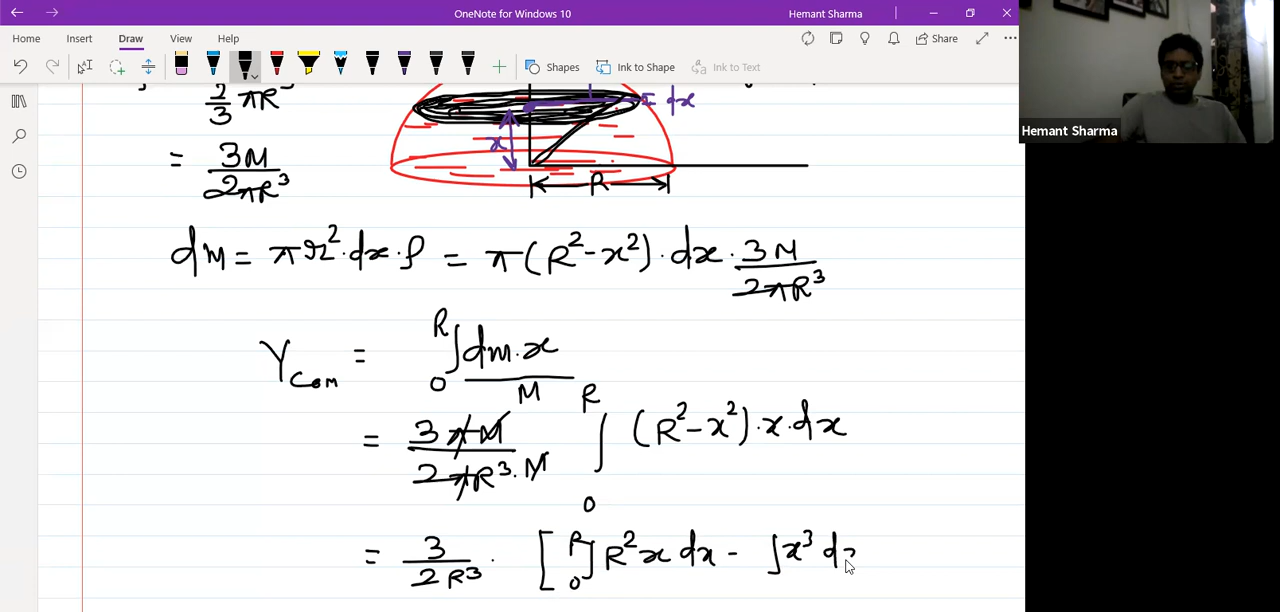 OneNote for Windows 10
Hemant Sharma
Home Insert Draw View Help
Share
Shapes Ink to Shape Ink to Text
2/3 πR³
dx
x
= 3M / 2πR³
R
Hemant Sharma
dm = πr²·dx·ρ = π(R²-x²)·dx·3M / 2πR³
Y com = ₀∫ᴿ dm·x / M
= 3πM / 2πR³·M ∫₀ᴿ (R²-x²)·x·dx
= 3 / 2R³ · [ ₀∫ᴿ R²x dx - ∫x³ dx